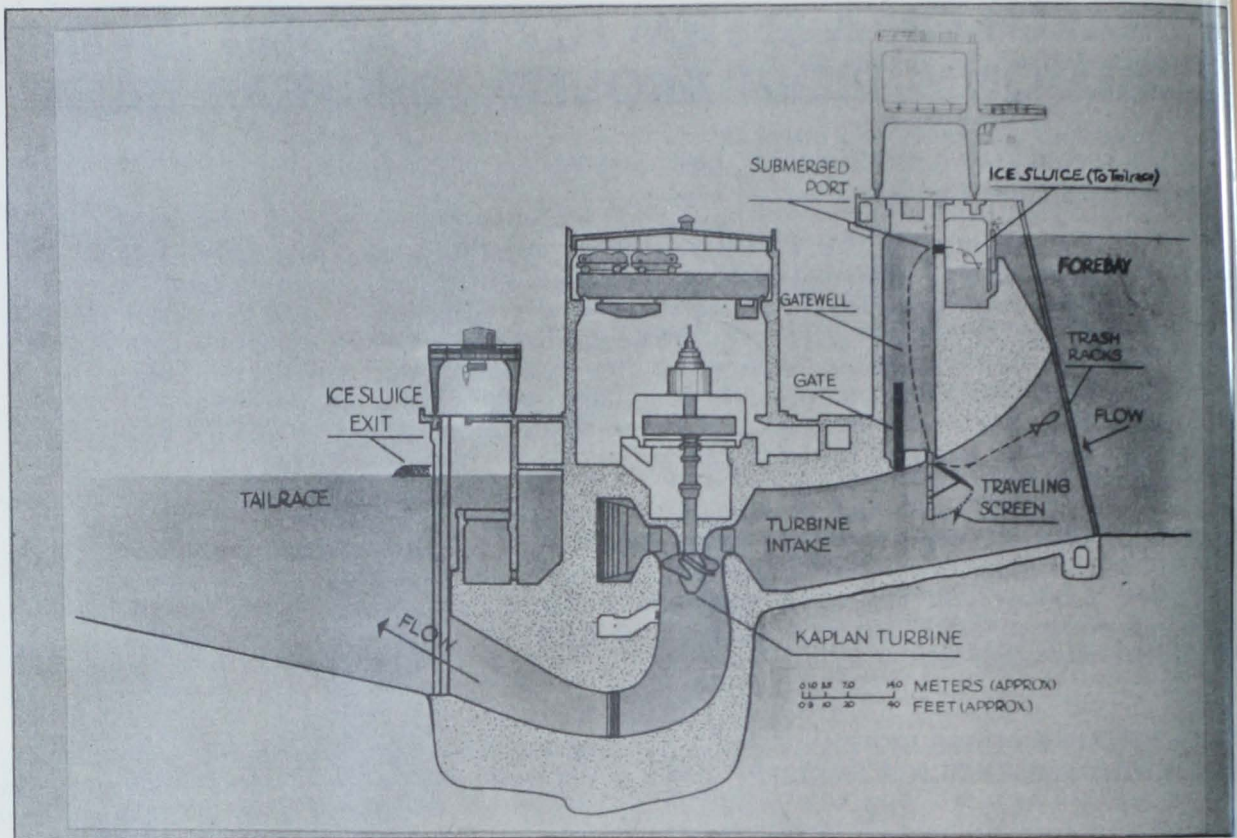 SUBMERGED
PORT
ICE SLUICE (To Tailrace)
FOREBAY
GATEWELL
TRASH
RACKS
GATE
ICE SLUICE
EXIT
FLOW
TAILRACE
TRAVELING
SCREEN
TURBINE
INTAKE
FLOW
KAPLAN TURBINE
METERS (APPROX)
FEET (APPROX)